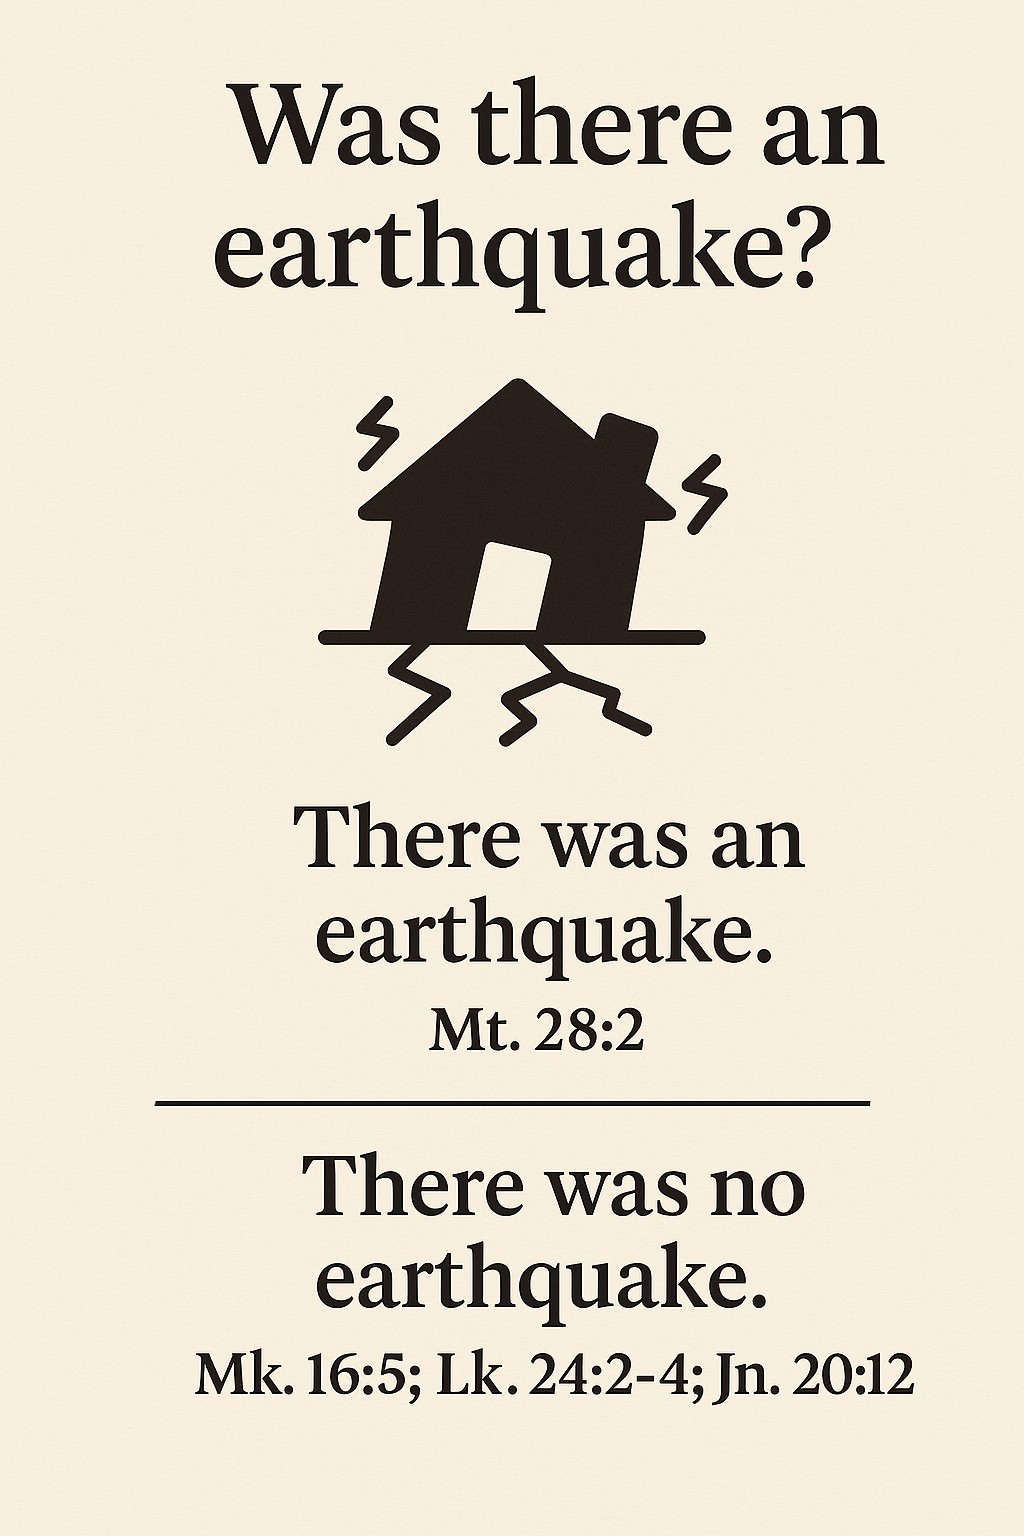 Was there an
earthquake?
There was an
earthquake.
Mt. 28:2
There was no
earthquake.
Mk. 16:5; Lk. 24:2-4; Jn. 20:12